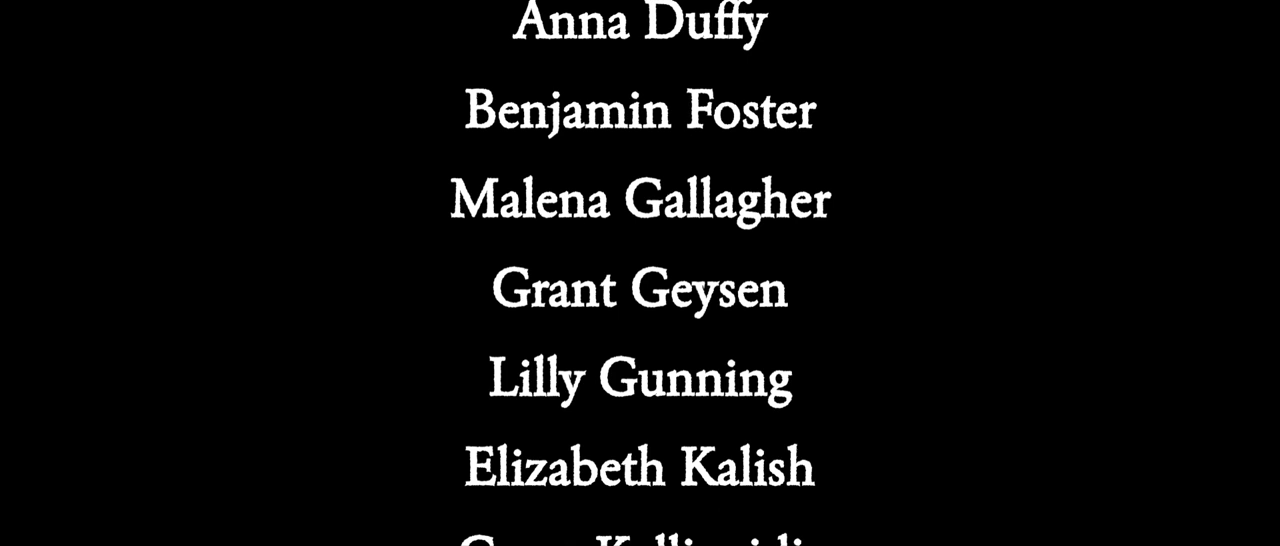 Anna Duffy
Benjamin Foster
Malena Gallagher
Grant Geysen
Lilly Gunning
Elizabeth Kalish